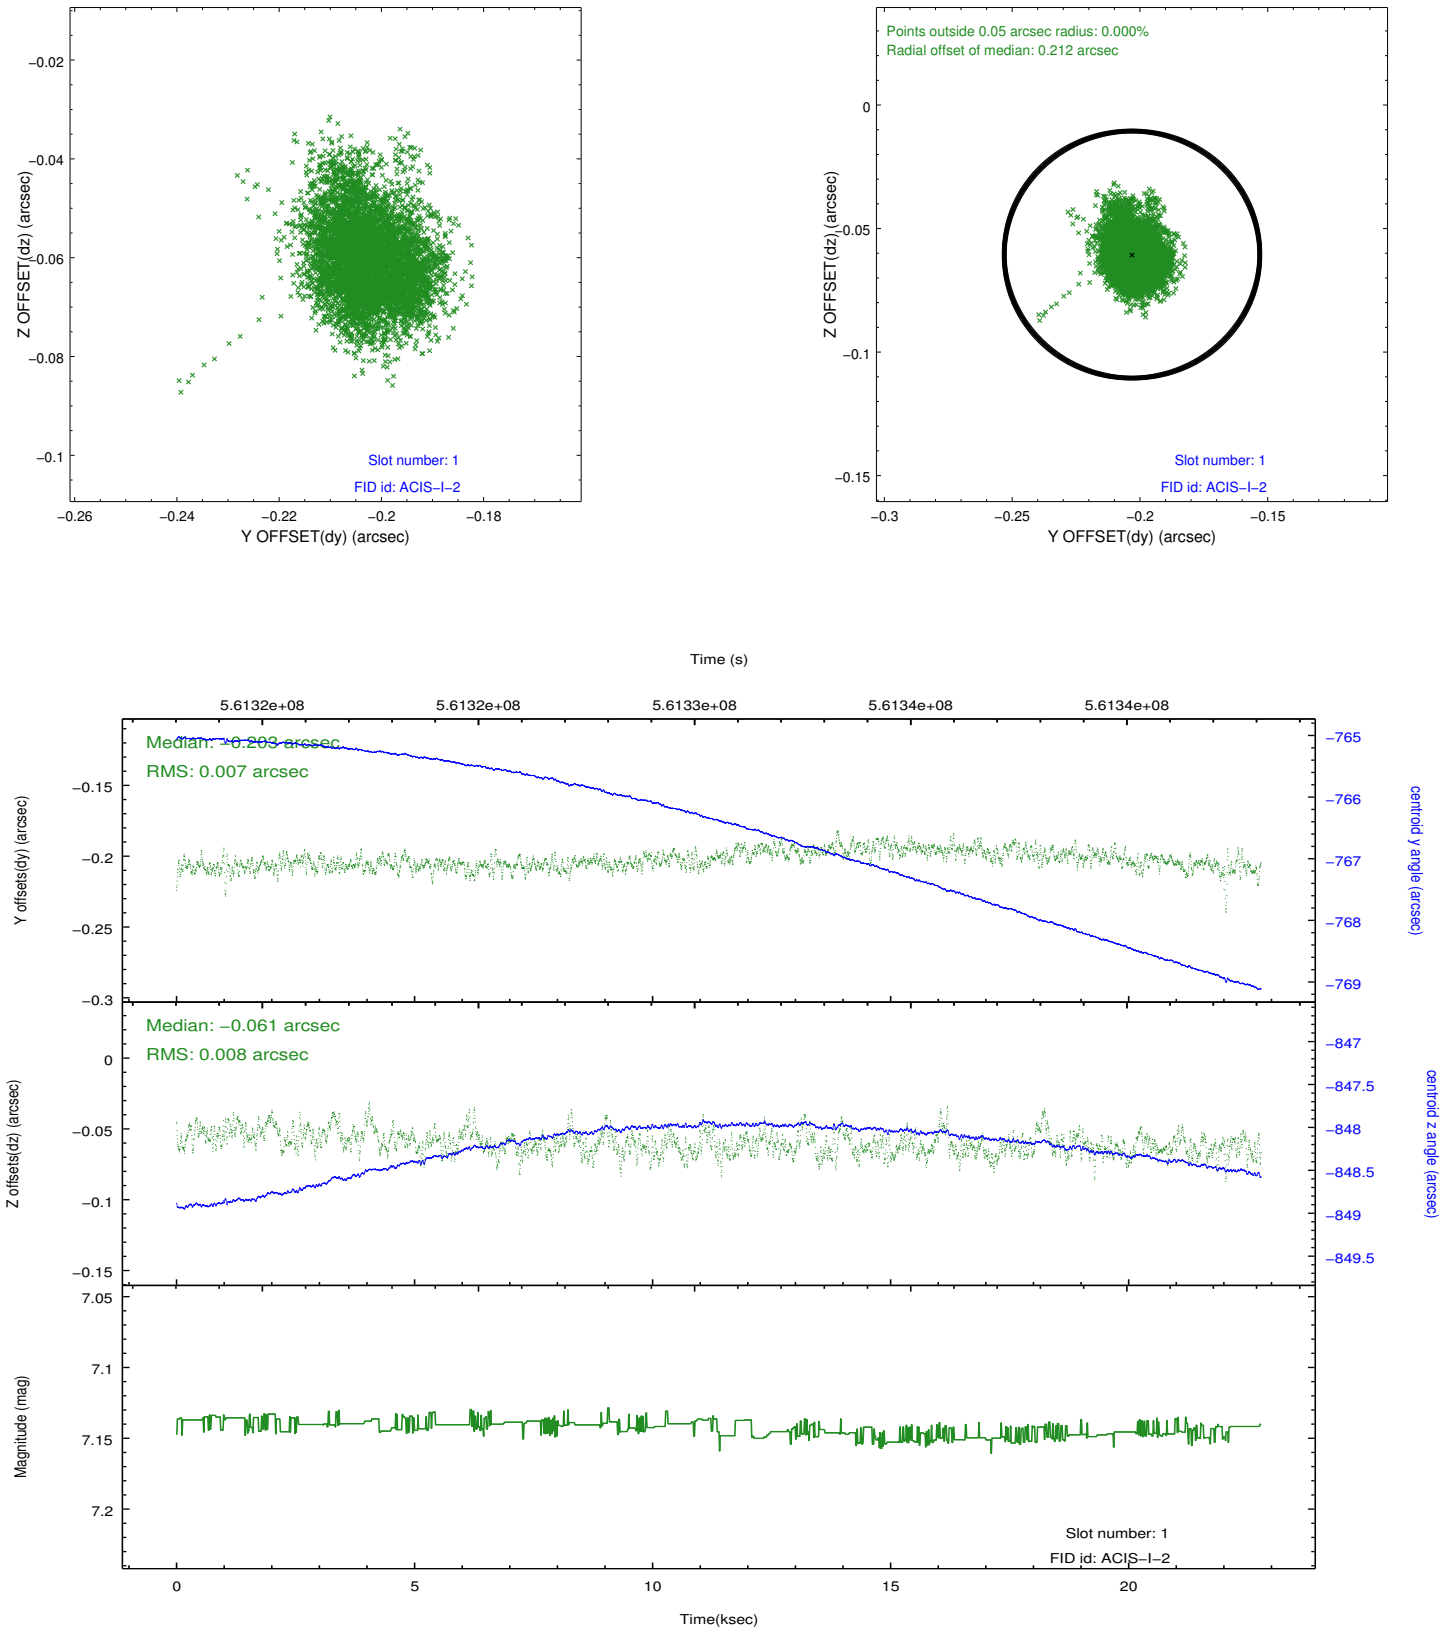 −0.02
−0.04
−0.06
−0.08
−0.1
Z OFFSET(dz) (arcsec)
Slot number: 1
FID id: ACIS−I−2
−0.26
−0.24
−0.22
−0.2
−0.18
Y OFFSET(dy) (arcsec)
Points outside 0.05 arcsec radius: 0.000%
Radial offset of median: 0.212 arcsec
0
−0.05
−0.1
−0.15
Z OFFSET(dz) (arcsec)
Slot number: 1
FID id: ACIS−I−2
−0.3
−0.25
−0.2
−0.15
Y OFFSET(dy) (arcsec)
Time (s)
5.6132e+08
5.6132e+08
5.6133e+08
5.6134e+08
5.6134e+08
Median: −0.203 arcsec
RMS: 0.007 arcsec
−0.15
−0.2
−0.25
−0.3
Y offsets(dy) (arcsec)
−765
−766
−767
−768
−769
centroid y angle (arcsec)
Median: −0.061 arcsec
RMS: 0.008 arcsec
0
−0.05
−0.1
−0.15
Z offsets(dz) (arcsec)
−847
−847.5
−848
−848.5
−849
−849.5
centroid z angle (arcsec)
7.05
7.1
7.15
7.2
Magnitude (mag)
Slot number: 1
FID id: ACIS−I−2
0
5
10
15
20
Time(ksec)